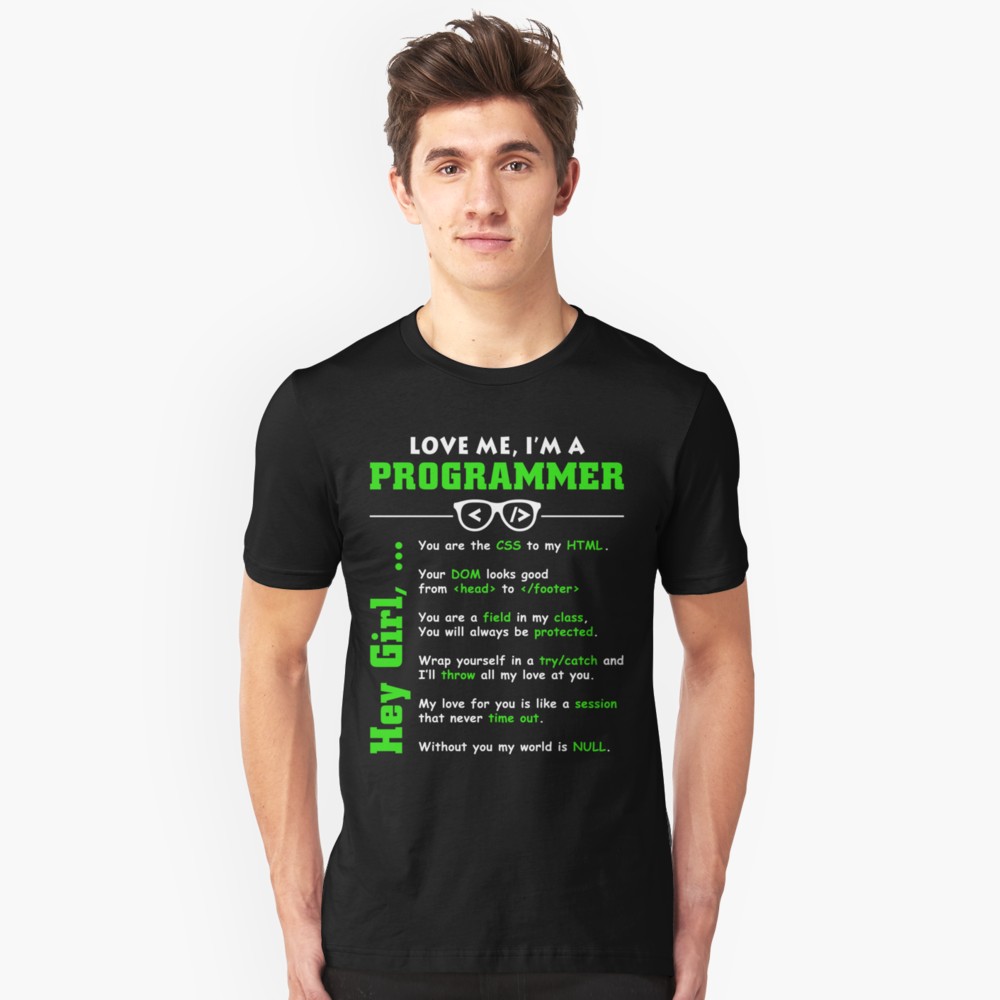 LOVE ME, I'M A
PROGRAMMER
< />
Hey Girl, ...
You are the CSS to my HTML.
Your DOM looks good
from <head> to </footer>
You are a field in my class,
You will always be protected.
Wrap yourself in a try/catch and
I'll throw all my love at you.
My love for you is like a session
that never time out.
Without you my world is NULL.